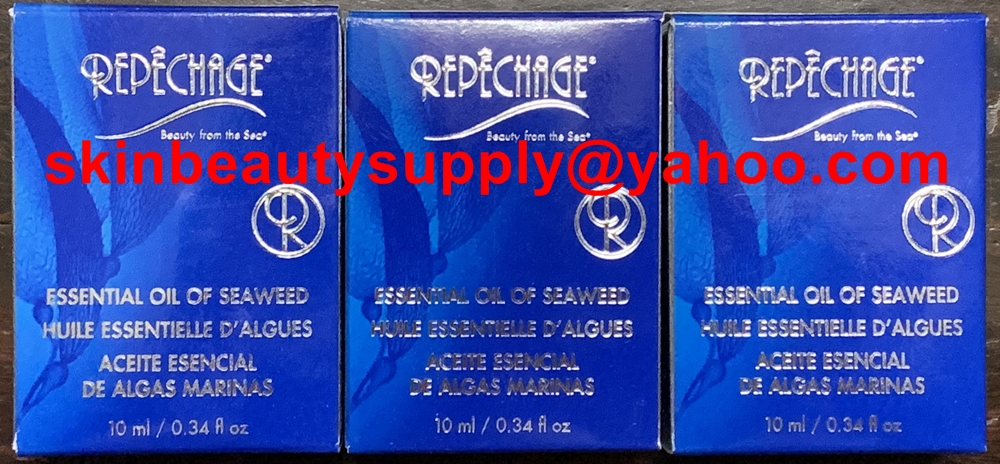 REPÊCHAGE®
Beauty from the Sea®
REPÊCHAGE®
Beauty from the Sea®
REPÊCHAGE®
Beauty from the Sea®
skinbeautysupply@yahoo.com
R
ESSENTIAL OIL OF SEAWEED
HUILE ESSENTIELLE D'ALGUES
ACEITE ESENCIAL
DE ALGAS MARINAS
10 ml / 0.34 fl oz
R
ESSENTIAL OIL OF SEAWEED
HUILE ESSENTIELLE D'ALGUES
ACEITE ESENCIAL
DE ALGAS MARINAS
10 ml / 0.34 fl oz
R
ESSENTIAL OIL OF SEAWEED
HUILE ESSENTIELLE D'ALGUES
ACEITE ESENCIAL
DE ALGAS MARINAS
10 ml / 0.34 fl oz